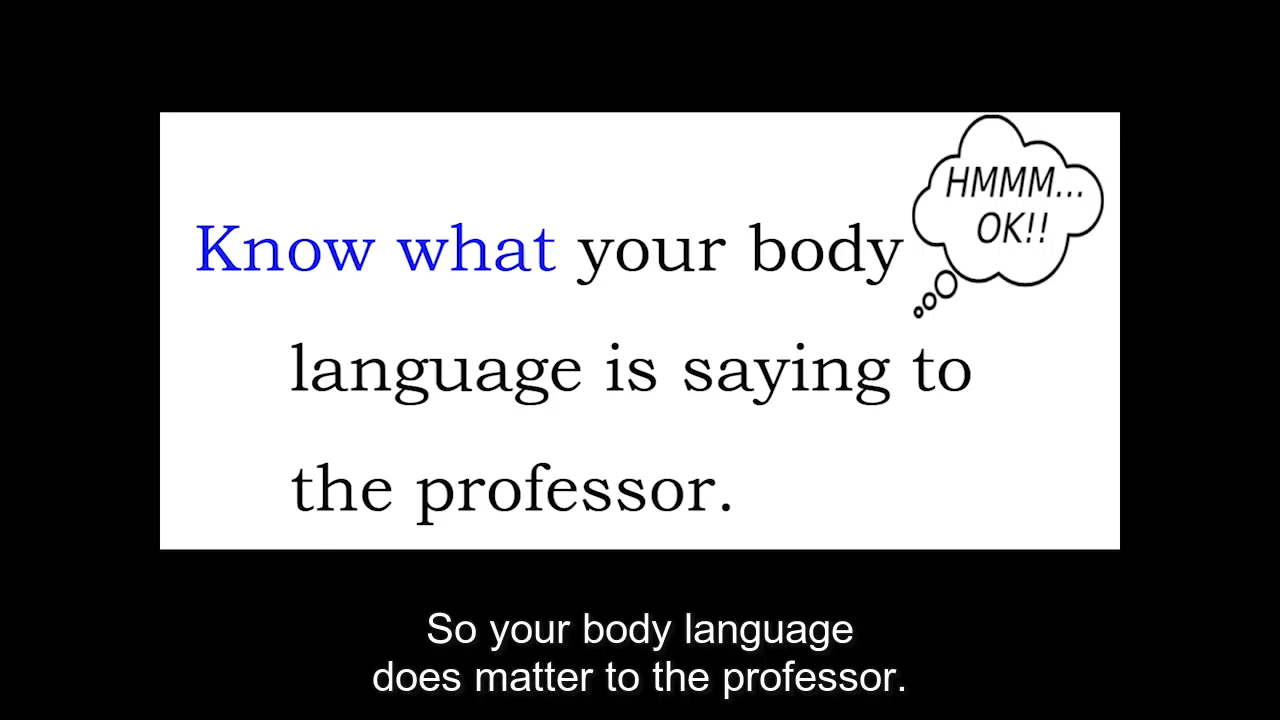 HMMM...
OK!!
Know what your body
language is saying to
the professor.
So your body language
does matter to the professor.